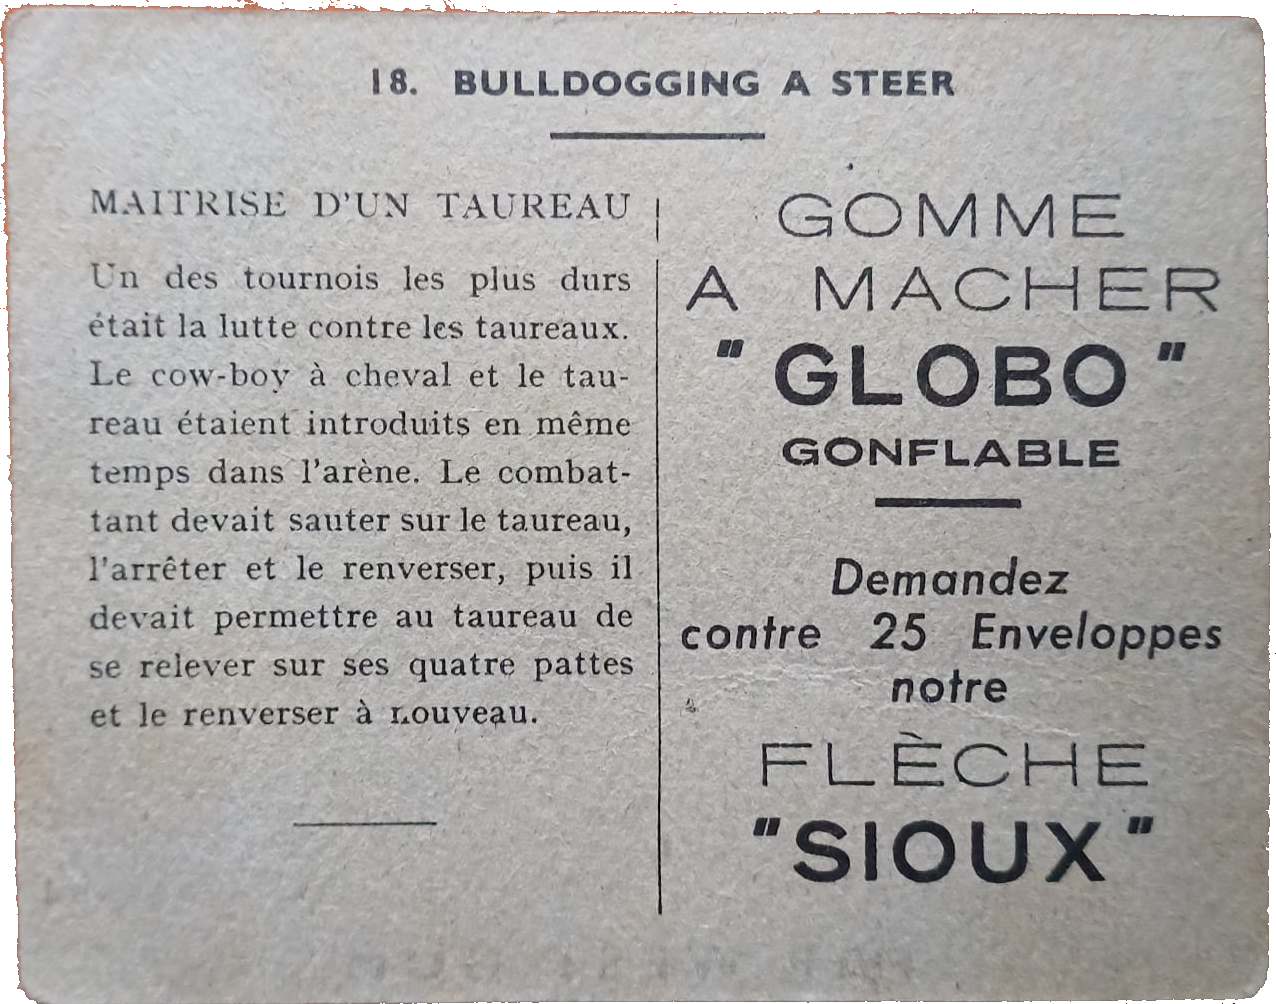 18. BULLDOGGING A STEER
MAITRISE D'UN TAUREAU
Un des tournois les plus durs
était la lutte contre les taureaux.
Le cow-boy à cheval et le tau-
reau étaient introduits en même
temps dans l'arène. Le combat-
tant devait sauter sur le taureau,
l'arrêter et le renverser, puis il
devait permettre au taureau de
se relever sur ses quatre pattes
et le renverser à nouveau.
GOMME
A MACHER
"GLOBO"
GONFLABLE
Demandez
contre 25 Enveloppes
notre
FLÈCHE
"SIOUX"